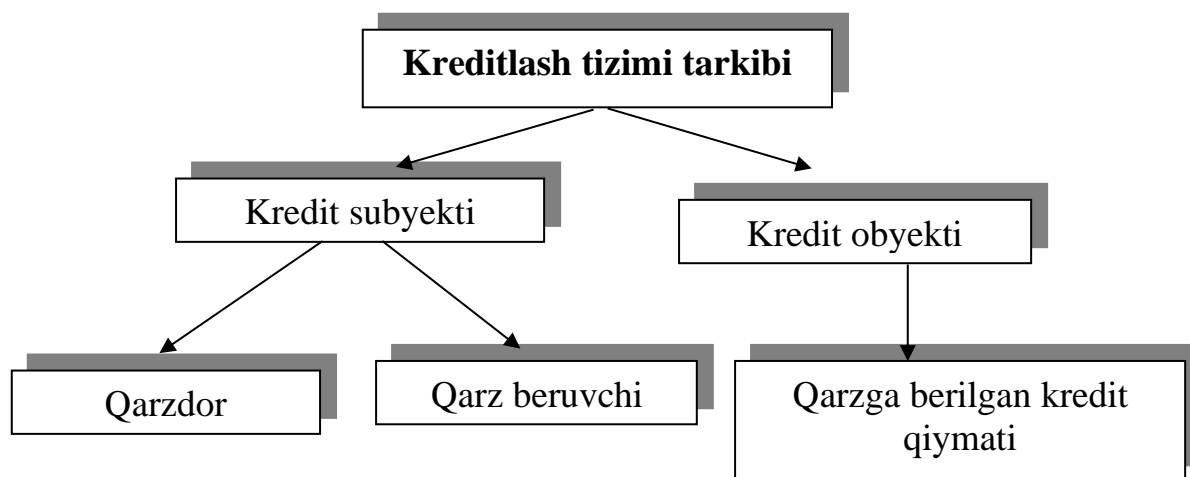 Kreditlash tizimi tarkibi
Kredit subyekti
Kredit obyekti
Qarzdor
Qarz beruvchi
Qarzga berilgan kredit
qiymati